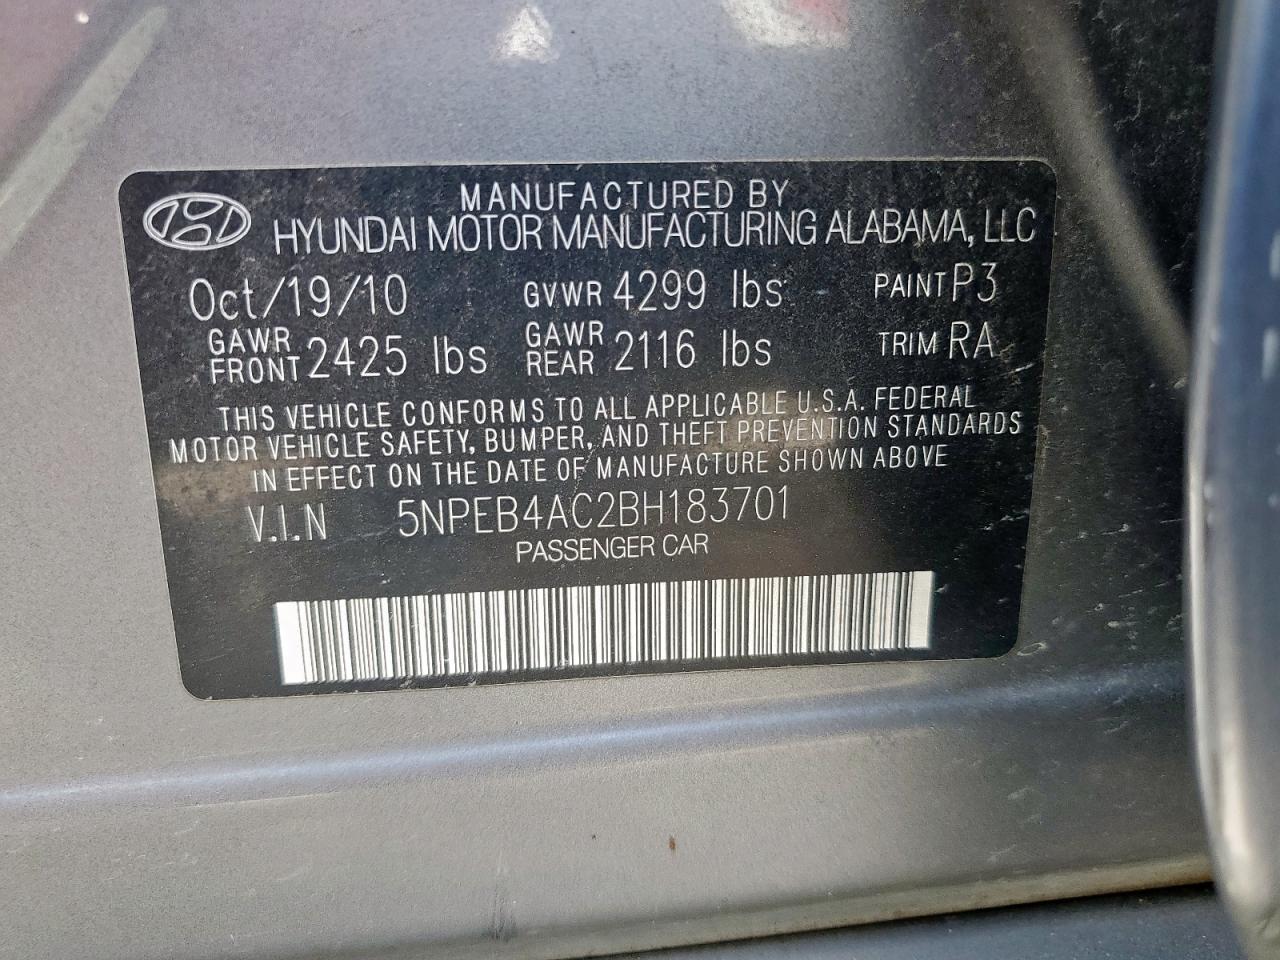 MANUFACTURED BY
HYUNDAI MOTOR MANUFACTURING ALABAMA, LLC
Oct/19/10 GVWR 4299 lbs PAINT P3
GAWR FRONT 2425 lbs GAWR REAR 2116 lbs TRIM RA
THIS VEHICLE CONFORMS TO ALL APPLICABLE U.S.A. FEDERAL
MOTOR VEHICLE SAFETY, BUMPER, AND THEFT PREVENTION STANDARDS
IN EFFECT ON THE DATE OF MANUFACTURE SHOWN ABOVE
V.I.N 5NPEB4AC2BH183701
PASSENGER CAR